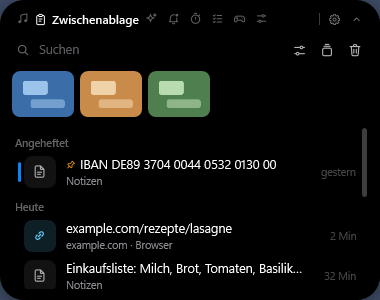 Zwischenablage
Suchen
Angeheftet
IBAN DE89 3704 0044 0532 0130 00
Notizen
gestern
Heute
example.com/rezepte/lasagne
example.com · Browser
2 Min
Einkaufsliste: Milch, Brot, Tomaten, Basilik...
Notizen
32 Min